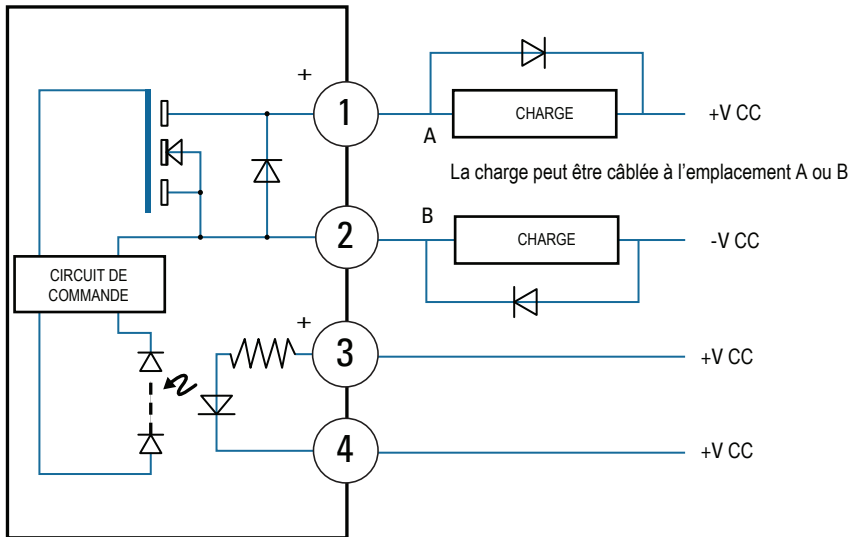 +
1
A
CHARGE
+V CC
La charge peut être câblée à l'emplacement A ou B
2
B
CHARGE
-V CC
CIRCUIT DE
COMMANDE
+
3
+V CC
4
+V CC